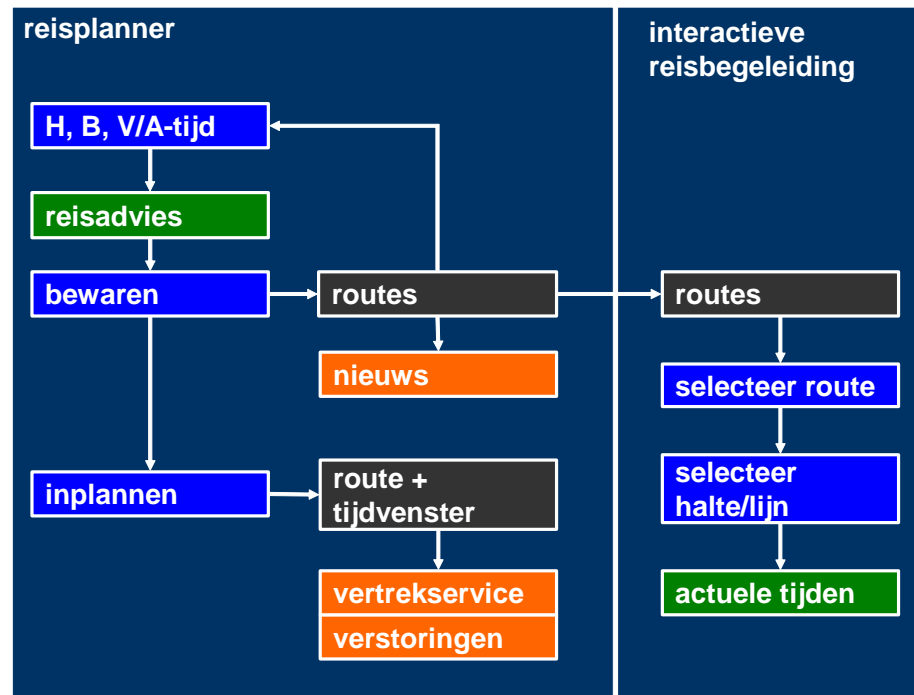 reisplanner
interactieve
reisbegeleiding
H, B, V/A-tijd
reisadvies
bewaren
routes
routes
nieuws
selecteer route
inplannen
route +
tijdvenster
selecteer
halte/lijn
vertrekservice
verstoringen
actuele tijden